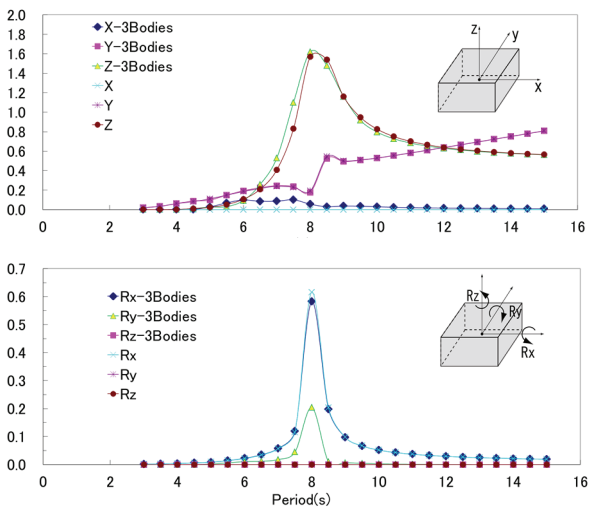 2.0
1.8
1.6
1.4
1.2
1.0
0.8
0.6
0.4
0.2
0.0
X-3Bodies
Y-3Bodies
Z-3Bodies
X
Y
Z
z
y
x
0 2 4 6 8 10 12 14 16
0.7
0.6
0.5
0.4
0.3
0.2
0.1
0.0
Rx-3Bodies
Ry-3Bodies
Rz-3Bodies
Rx
Ry
Rz
Rz
Ry
Rx
0 2 4 6 8 10 12 14 16
Period(s)